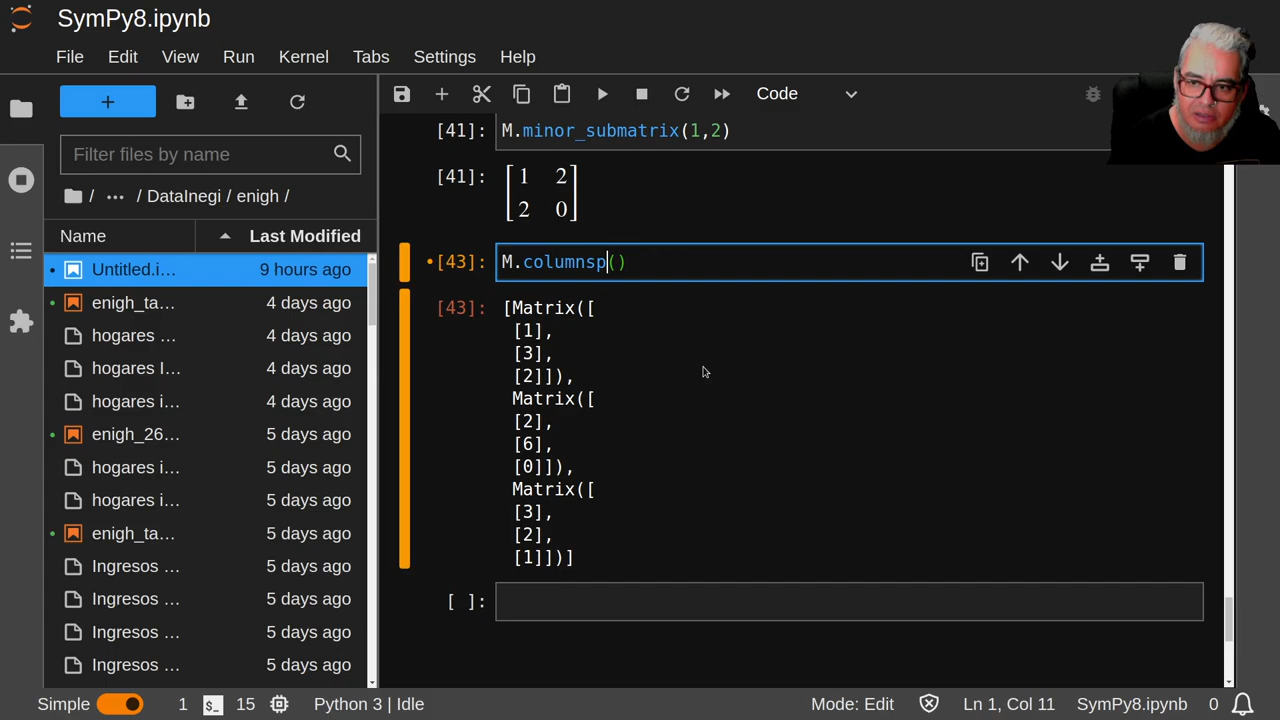 SymPy8.ipynb
File Edit View Run Kernel Tabs Settings Help
Code
Filter files by name
/ ··· / DataInegi / enigh /
Name Last Modified
Untitled.i… 9 hours ago
enigh_ta… 4 days ago
hogares … 4 days ago
hogares I… 4 days ago
hogares i… 4 days ago
enigh_26… 5 days ago
hogares i… 5 days ago
hogares i… 5 days ago
enigh_ta… 5 days ago
Ingresos … 5 days ago
Ingresos … 5 days ago
Ingresos … 5 days ago
Ingresos … 5 days ago
[41]: M.minor_submatrix(1,2)
[41]: [1 2
2 0]
[43]: M.columnsp()
[43]: [Matrix([
[1],
[3],
[2]]),
Matrix([
[2],
[6],
[0]]),
Matrix([
[3],
[2],
[1]])]
[ ]:
Simple 1 $_ 15 Python 3 | Idle Mode: Edit Ln 1, Col 11 SymPy8.ipynb 0